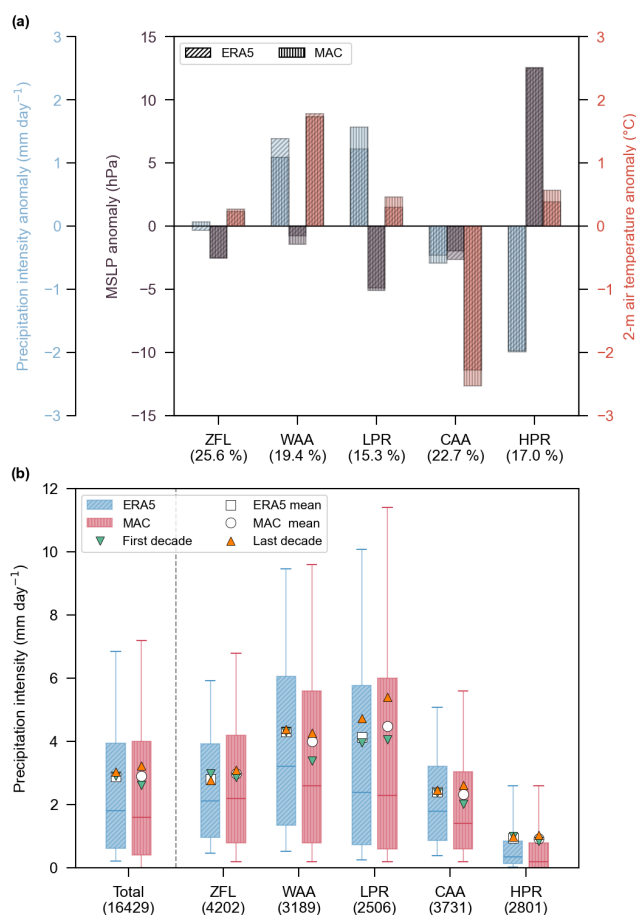 (a)
Precipitation intensity anomaly (mm day⁻¹)
3
2
1
0
−1
−2
−3
MSLP anomaly (hPa)
15
10
5
0
−5
−10
−15
ERA5 MAC
3
2
1
0
−1
−2
−3
2-m air temperature anomaly (°C)
ZFL WAA LPR CAA HPR
(25.6 %) (19.4 %) (15.3 %) (22.7 %) (17.0 %)
(b)
Precipitation intensity (mm day⁻¹)
12
10
8
6
4
2
0
ERA5 ERA5 mean
MAC MAC mean
First decade Last decade
Total ZFL WAA LPR CAA HPR
(16429) (4202) (3189) (2506) (3731) (2801)